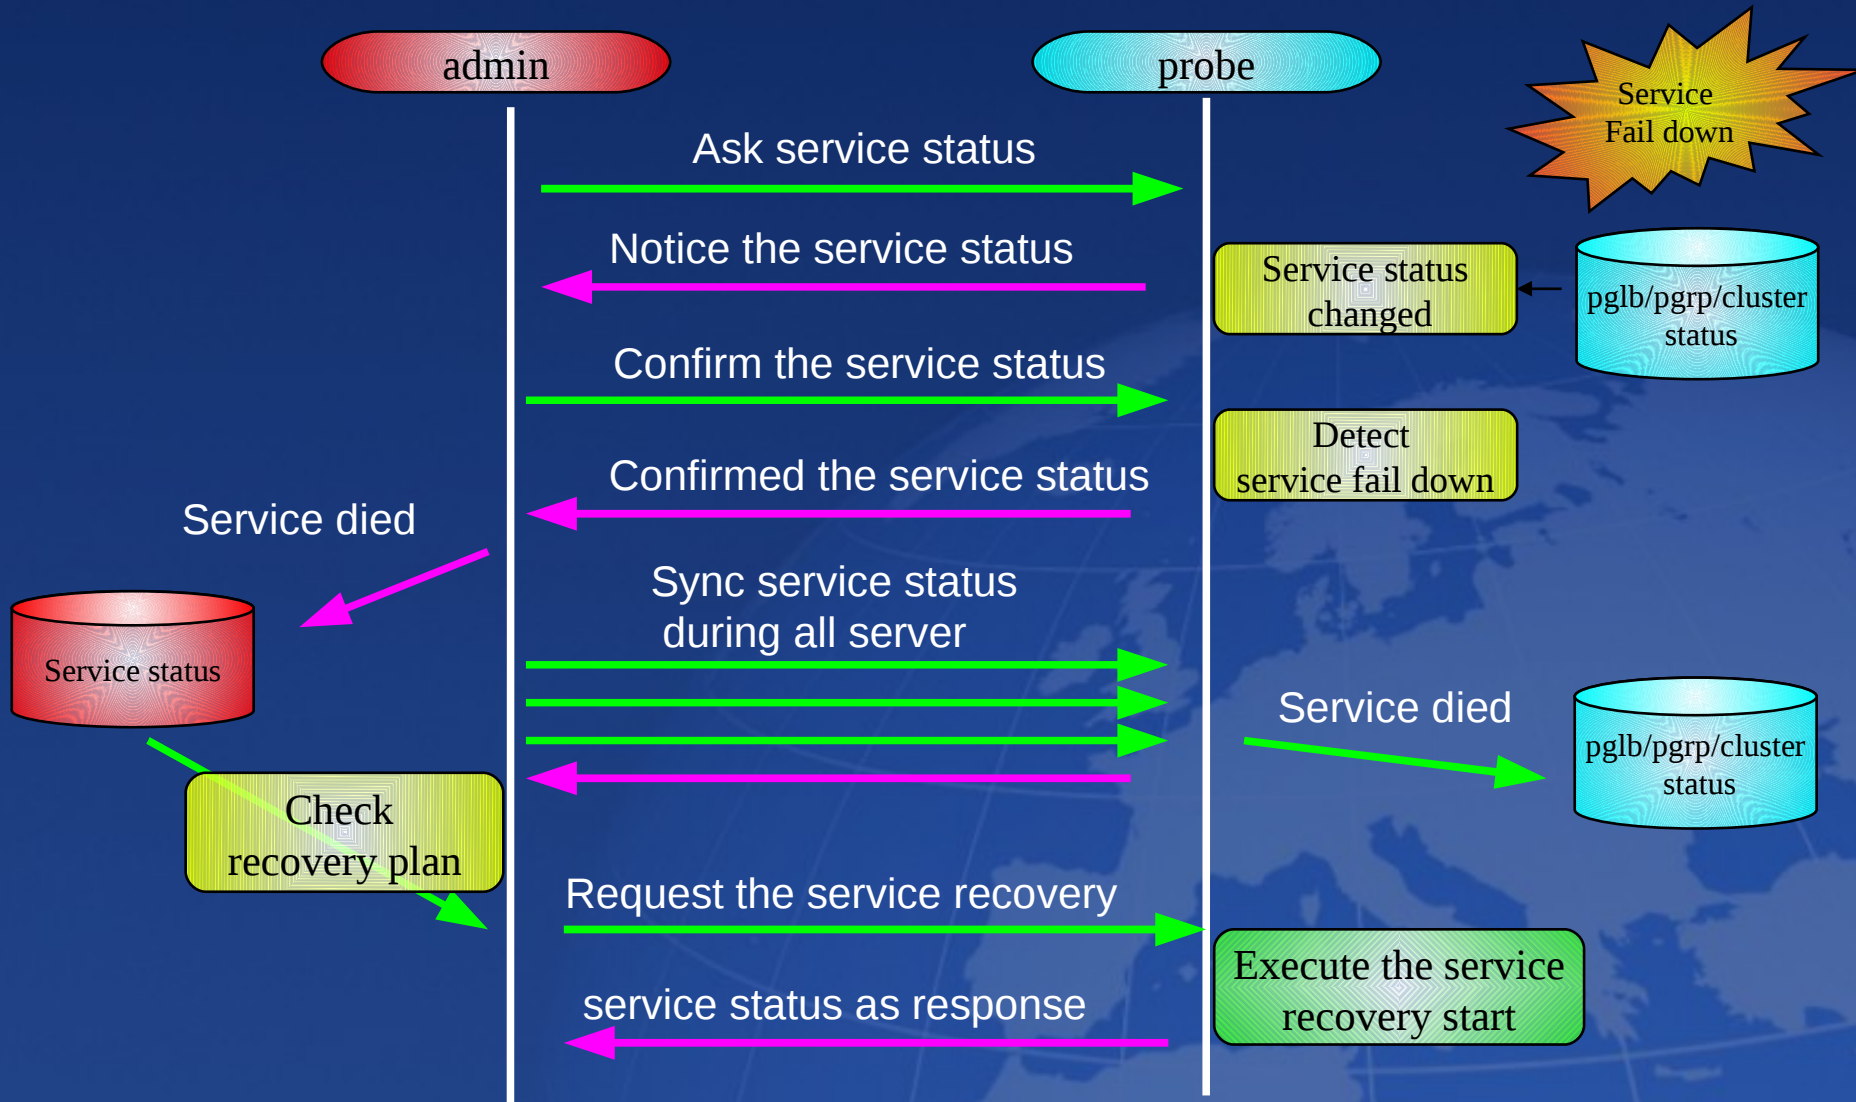 admin
probe
Service
Fail down
Ask service status
Notice the service status
Service status
changed
pglb/pgrp/cluster
status
Confirm the service status
Detect
service fail down
Confirmed the service status
Service died
Sync service status
during all server
Service status
Service died
pglb/pgrp/cluster
status
Check
recovery plan
Request the service recovery
Execute the service
recovery start
service status as response